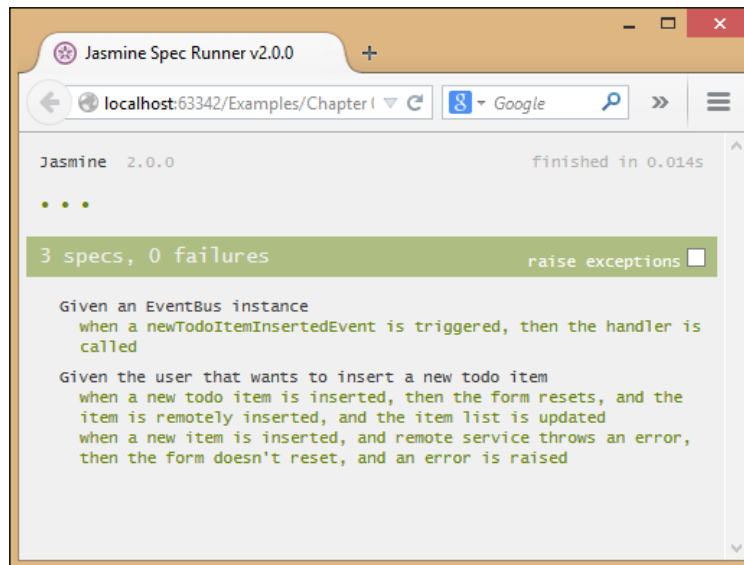 Jasmine Spec Runner v2.0.0
localhost:63342/Examples/Chapter
Google
Jasmine 2.0.0 finished in 0.014s
3 specs, 0 failures raise exceptions
Given an EventBus instance
when a newTodoItemInsertedEvent is triggered, then the handler is
called
Given the user that wants to insert a new todo item
when a new todo item is inserted, then the form resets, and the
item is remotely inserted, and the item list is updated
when a new item is inserted, and remote service throws an error,
then the form doesn't reset, and an error is raised